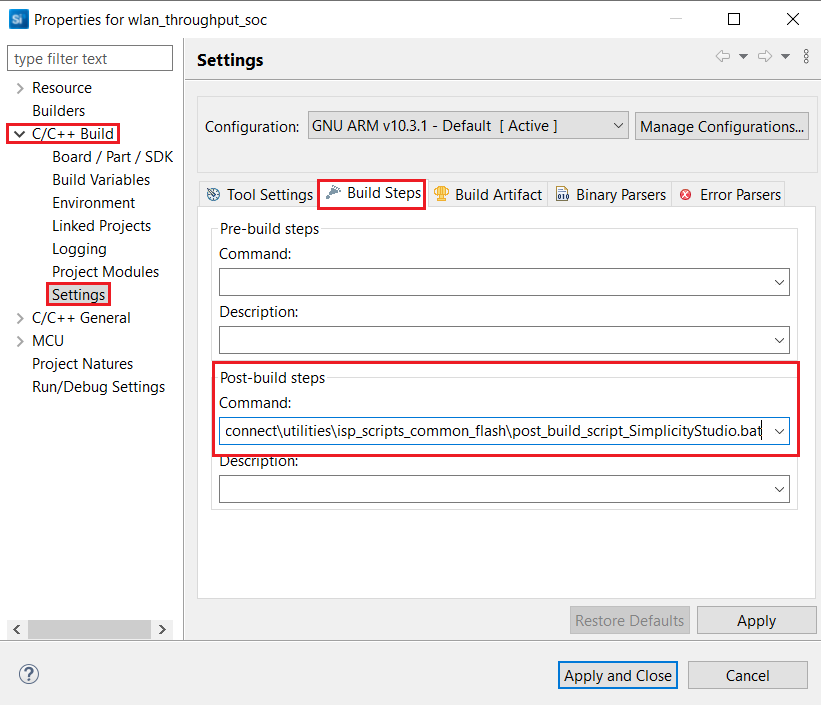 Si Properties for wlan_throughput_soc
type filter text
Resource
Builders
C/C++ Build
Board / Part / SDK
Build Variables
Environment
Linked Projects
Logging
Project Modules
Settings
C/C++ General
MCU
Project Natures
Run/Debug Settings
Settings
Configuration: GNU ARM v10.3.1 - Default [ Active ] Manage Configurations...
Tool Settings Build Steps Build Artifact Binary Parsers Error Parsers
Pre-build steps
Command:
Description:
Post-build steps
Command:
connect\utilities\isp_scripts_common_flash\post_build_script_SimplicityStudio.bat
Description:
Restore Defaults Apply
? Apply and Close Cancel